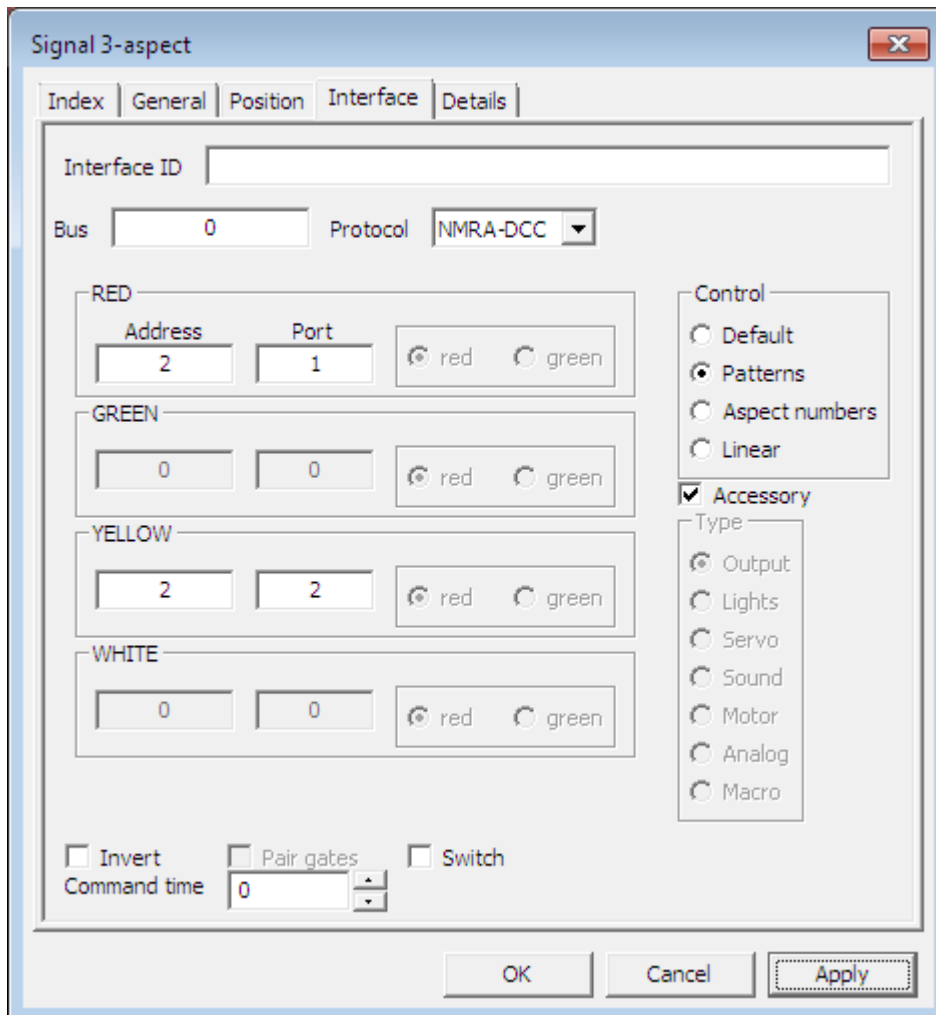 Signal 3-aspect
Index General Position Interface Details
Interface ID
Bus 0 Protocol NMRA-DCC
RED
Address Port
2 1 red green
GREEN
0 0 red green
YELLOW
2 2 red green
WHITE
0 0 red green
Control
Default
Patterns
Aspect numbers
Linear
Accessory
Type
Output
Lights
Servo
Sound
Motor
Analog
Macro
Invert Pair gates Switch
Command time 0
OK Cancel Apply